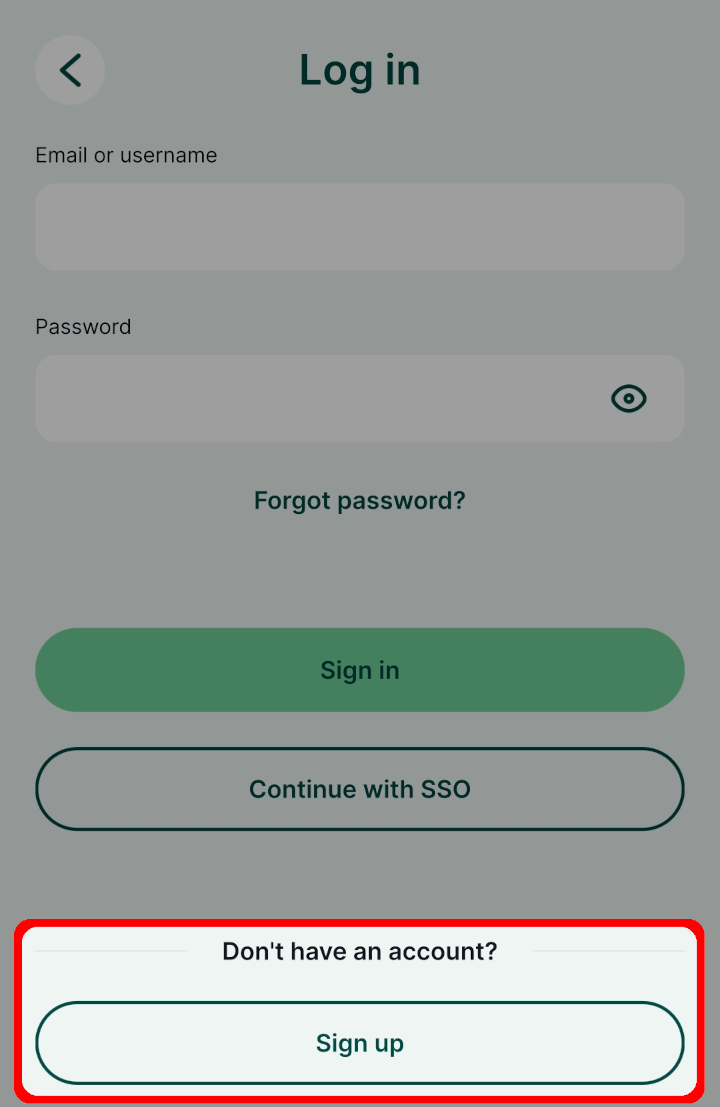 Log in
Email or username
Password
Forgot password?
Sign in
Continue with SSO
Don't have an account?
Sign up